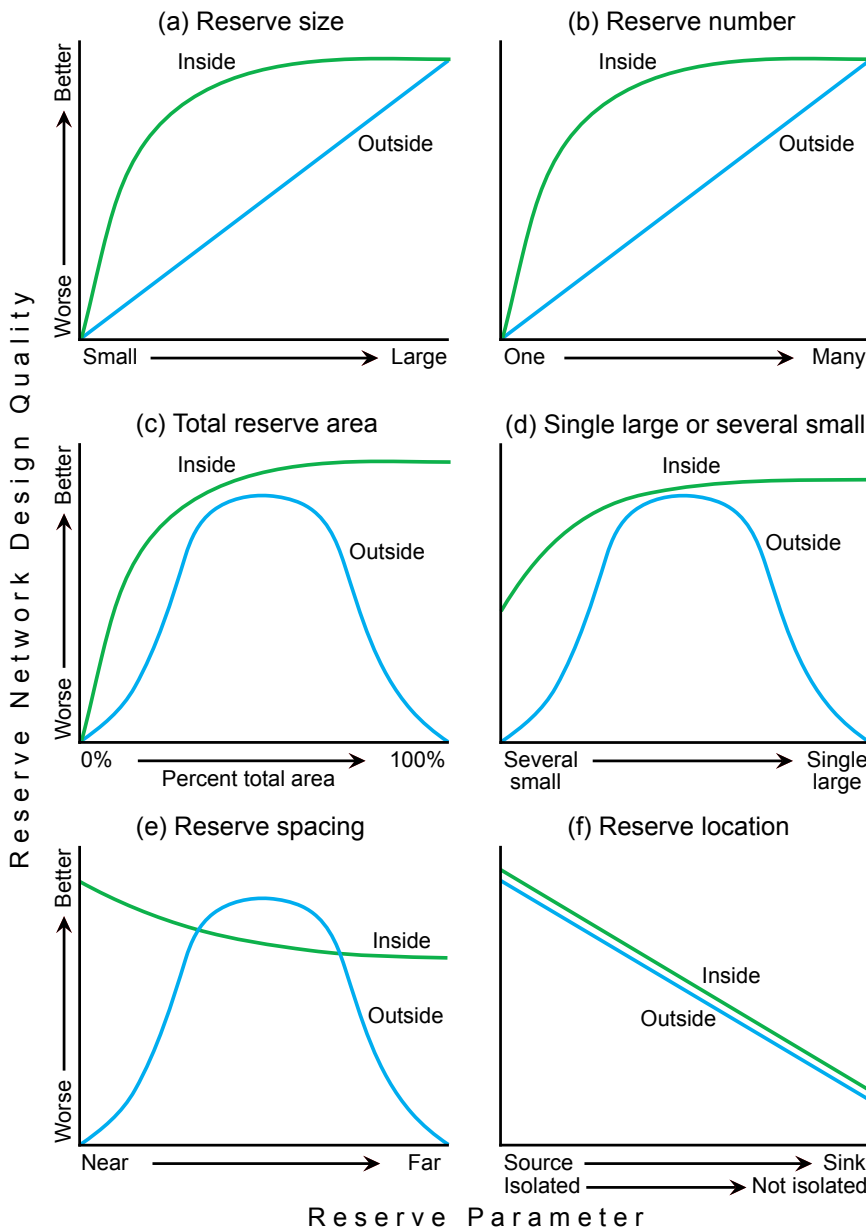 (a) Reserve size
(b) Reserve number
Better
Worse
Inside
Outside
Inside
Outside
Small
Large
One
Many
(c) Total reserve area
(d) Single large or several small
Better
Worse
Inside
Outside
Inside
Outside
0%
100%
Percent total area
Several
small
Single
large
(e) Reserve spacing
(f) Reserve location
Better
Worse
Inside
Outside
Inside
Outside
Near
Far
Source
Sink
Isolated
Not isolated
Reserve Network Design Quality
Reserve Parameter